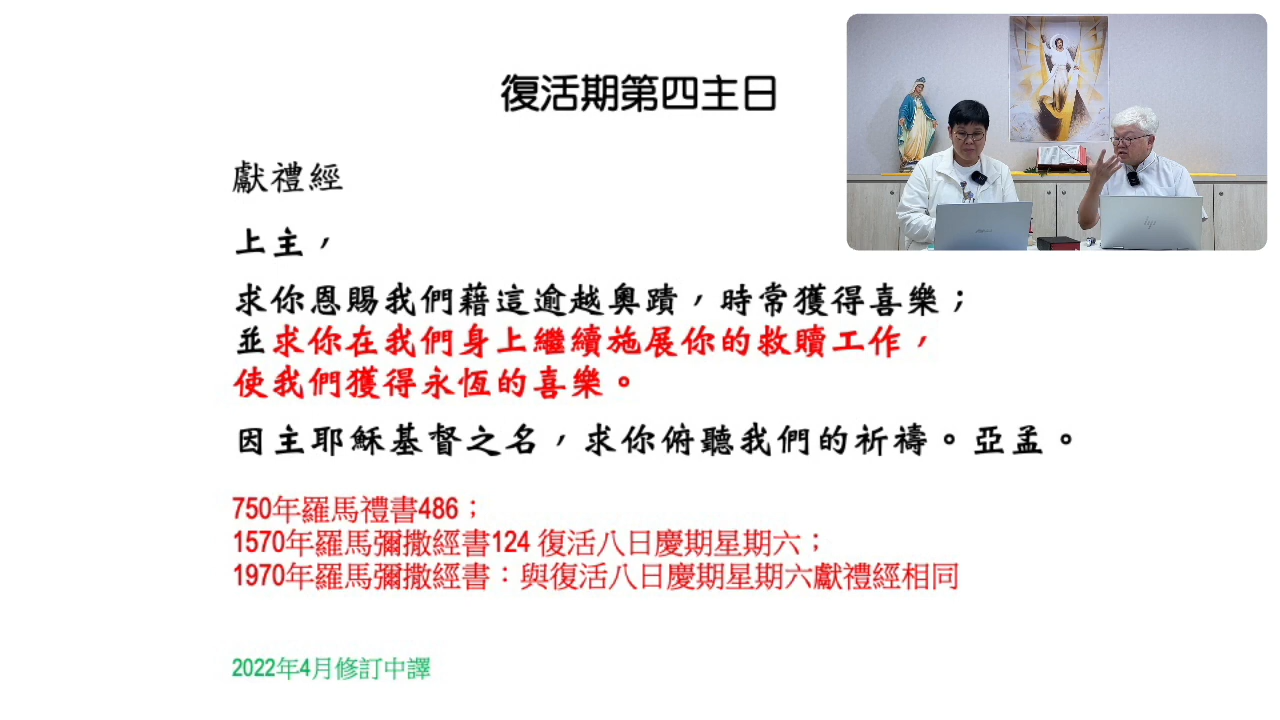 復活期第四主日
獻禮經
上主，
求你恩賜我們藉這逾越奧蹟，時常獲得喜樂；
並求你在我們身上繼續施展你的救贖工作，
使我們獲得永恆的喜樂。
因主耶穌基督之名，求你俯聽我們的祈禱。亞孟。
750年羅馬禮書486；
1570年羅馬彌撒經書124 復活八日慶期星期六；
1970年羅馬彌撒經書：與復活八日慶期星期六獻禮經相同
2022年4月修訂中譯
hp